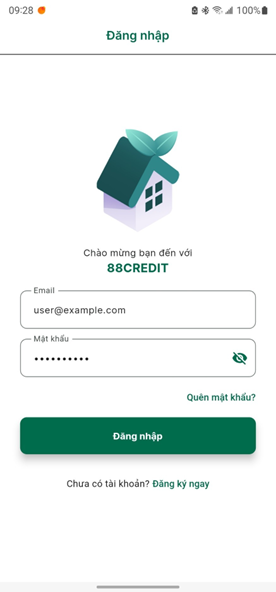 09:28
100%
Đăng nhập
Chào mừng bạn đến với
88CREDIT
Email
user@example.com
Mật khẩu
••••••••••
Quên mật khẩu?
Đăng nhập
Chưa có tài khoản? Đăng ký ngay